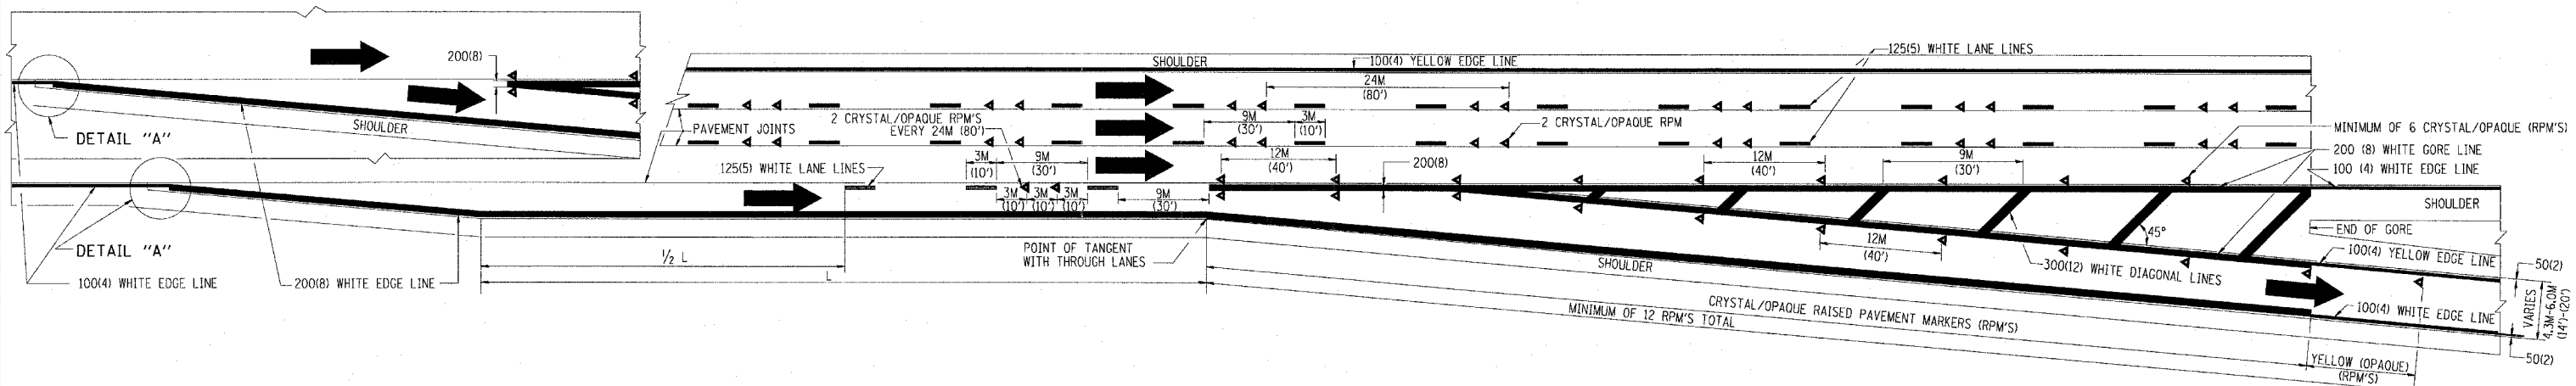 200(8)
DETAIL "A"
SHOULDER
SHOULDER
100(4) YELLOW EDGE LINE
125(5) WHITE LANE LINES
24M
(80')
2 CRYSTAL/OPAQUE RPM'S
EVERY 24M (80')
PAVEMENT JOINTS
9M
(30')
3M
(10')
2 CRYSTAL/OPAQUE RPM
MINIMUM OF 6 CRYSTAL/OPAQUE (RPM'S)
200 (8) WHITE GORE LINE
100 (4) WHITE EDGE LINE
125(5) WHITE LANE LINES
3M
(10')
9M
(30')
12M
(40')
200(8)
12M
(40')
9M
(30')
3M
(10')
3M
(10')
3M
(10')
9M
(30')
SHOULDER
DETAIL "A"
100(4) WHITE EDGE LINE
200(8) WHITE EDGE LINE
1/2 L
L
POINT OF TANGENT
WITH THROUGH LANES
SHOULDER
12M
(40')
45°
300(12) WHITE DIAGONAL LINES
END OF GORE
100(4) YELLOW EDGE LINE
50(2)
VARIES
4.3M-6.0M
(14')-(20')
CRYSTAL/OPAQUE RAISED PAVEMENT MARKERS (RPM'S)
MINIMUM OF 12 RPM'S TOTAL
100(4) WHITE EDGE LINE
50(2)
YELLOW (OPAQUE)
(RPM'S)